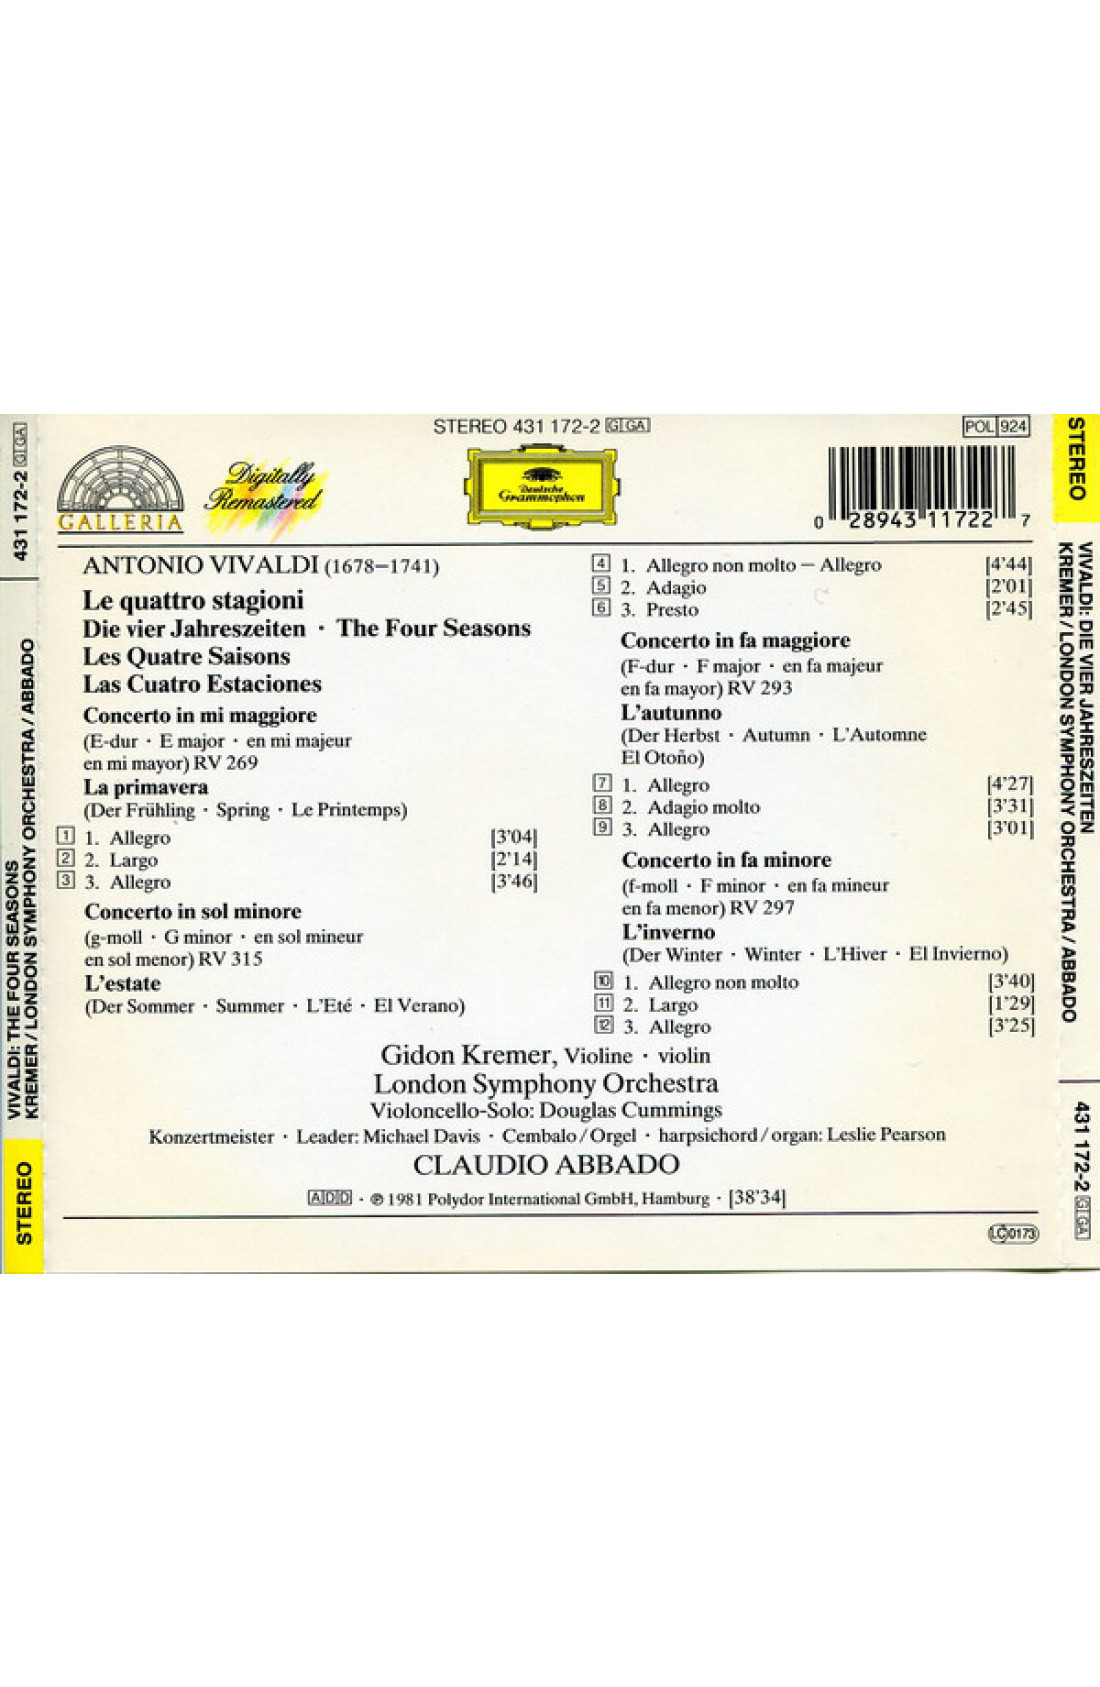 STEREO 431 172-2 GI GA
POL 924
GALLERIA
Digitally
Remastered
Deutsche
Grammophon
0 28943 11722 7
ANTONIO VIVALDI (1678–1741)
Le quattro stagioni
Die vier Jahreszeiten · The Four Seasons
Les Quatre Saisons
Las Cuatro Estaciones
Concerto in mi maggiore
(E-dur · E major · en mi majeur
en mi mayor) RV 269
La primavera
(Der Frühling · Spring · Le Printemps)
1 1. Allegro [3'04]
2 2. Largo [2'14]
3 3. Allegro [3'46]
Concerto in sol minore
(g-moll · G minor · en sol mineur
en sol menor) RV 315
L'estate
(Der Sommer · Summer · L'Eté · El Verano)
4 1. Allegro non molto – Allegro [4'44]
5 2. Adagio [2'01]
6 3. Presto [2'45]
Concerto in fa maggiore
(F-dur · F major · en fa majeur
en fa mayor) RV 293
L'autunno
(Der Herbst · Autumn · L'Automne
El Otoño)
7 1. Allegro [4'27]
8 2. Adagio molto [3'31]
9 3. Allegro [3'01]
Concerto in fa minore
(f-moll · F minor · en fa mineur
en fa menor) RV 297
L'inverno
(Der Winter · Winter · L'Hiver · El Invierno)
10 1. Allegro non molto [3'40]
11 2. Largo [1'29]
12 3. Allegro [3'25]
Gidon Kremer, Violine · violin
London Symphony Orchestra
Violoncello-Solo: Douglas Cummings
Konzertmeister · Leader: Michael Davis · Cembalo/Orgel · harpsichord/organ: Leslie Pearson
CLAUDIO ABBADO
ADD · ℗ 1981 Polydor International GmbH, Hamburg · [38'34]
LC 0173
STEREO
VIVALDI: THE FOUR SEASONS
KREMER/LONDON SYMPHONY ORCHESTRA/ABBADO
431 172-2 GI GA
STEREO
VIVALDI: DIE VIER JAHRESZEITEN
KREMER/LONDON SYMPHONY ORCHESTRA/ABBADO
431 172-2 GI GA